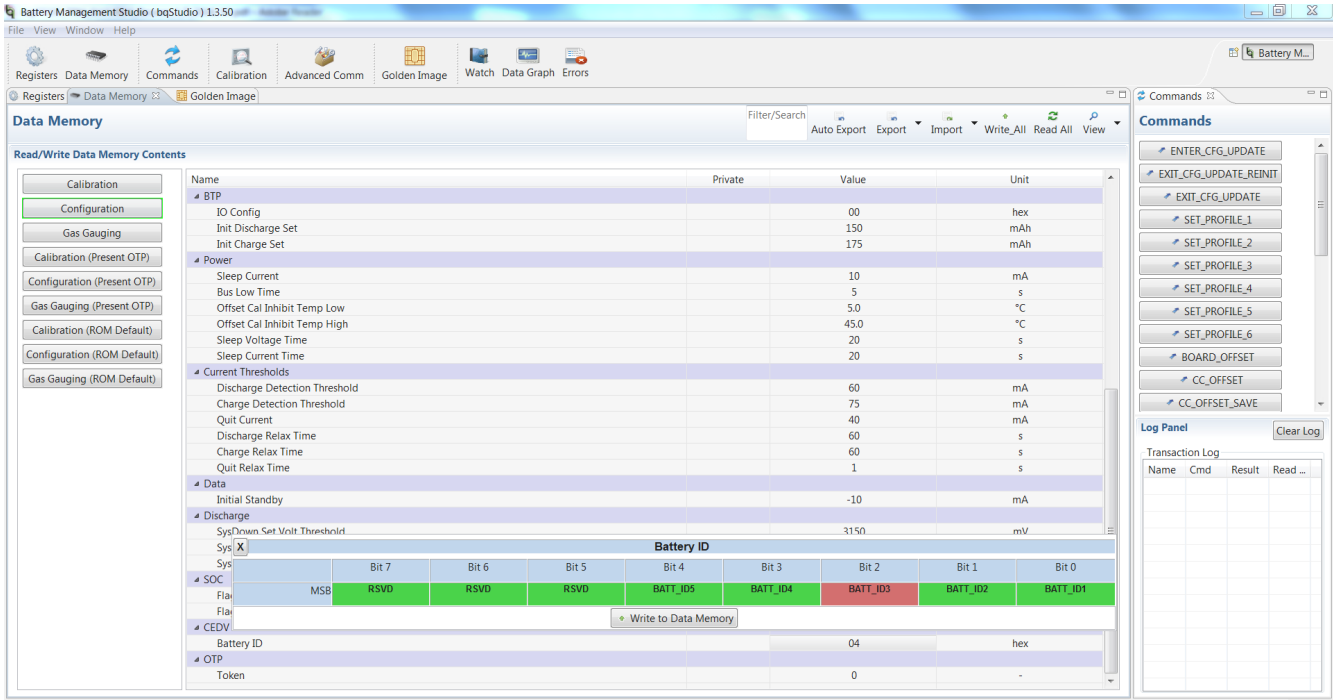 Battery Management Studio ( bqStudio ) 1.3.50
File View Window Help
Registers Data Memory Commands Calibration Advanced Comm Golden Image Watch Data Graph Errors
Battery M...
Registers Data Memory Golden Image
Commands
Data Memory
Filter/Search
Auto Export Export Import Write_All Read All View
Commands
Read/Write Data Memory Contents
Calibration
Configuration
Gas Gauging
Calibration (Present OTP)
Configuration (Present OTP)
Gas Gauging (Present OTP)
Calibration (ROM Default)
Configuration (ROM Default)
Gas Gauging (ROM Default)
Name Private Value Unit
BTP
IO Config 00 hex
Init Discharge Set 150 mAh
Init Charge Set 175 mAh
Power
Sleep Current 10 mA
Bus Low Time 5 s
Offset Cal Inhibit Temp Low 5.0 °C
Offset Cal Inhibit Temp High 45.0 °C
Sleep Voltage Time 20 s
Sleep Current Time 20 s
Current Thresholds
Discharge Detection Threshold 60 mA
Charge Detection Threshold 75 mA
Quit Current 40 mA
Discharge Relax Time 60 s
Charge Relax Time 60 s
Quit Relax Time 1 s
Data
Initial Standby -10 mA
Discharge
SysDown Set Volt Threshold 3150 mV
Sys
Sys
SOC
Fla
Fla
CEDV
Battery ID 04 hex
OTP
Token 0 -
X Battery ID
Bit 7 Bit 6 Bit 5 Bit 4 Bit 3 Bit 2 Bit 1 Bit 0
MSB RSVD RSVD RSVD BATT_ID5 BATT_ID4 BATT_ID3 BATT_ID2 BATT_ID1
Write to Data Memory
ENTER_CFG_UPDATE
EXIT_CFG_UPDATE_REINIT
EXIT_CFG_UPDATE
SET_PROFILE_1
SET_PROFILE_2
SET_PROFILE_3
SET_PROFILE_4
SET_PROFILE_5
SET_PROFILE_6
BOARD_OFFSET
CC_OFFSET
CC_OFFSET_SAVE
Log Panel
Clear Log
Transaction Log
Name Cmd Result Read ...